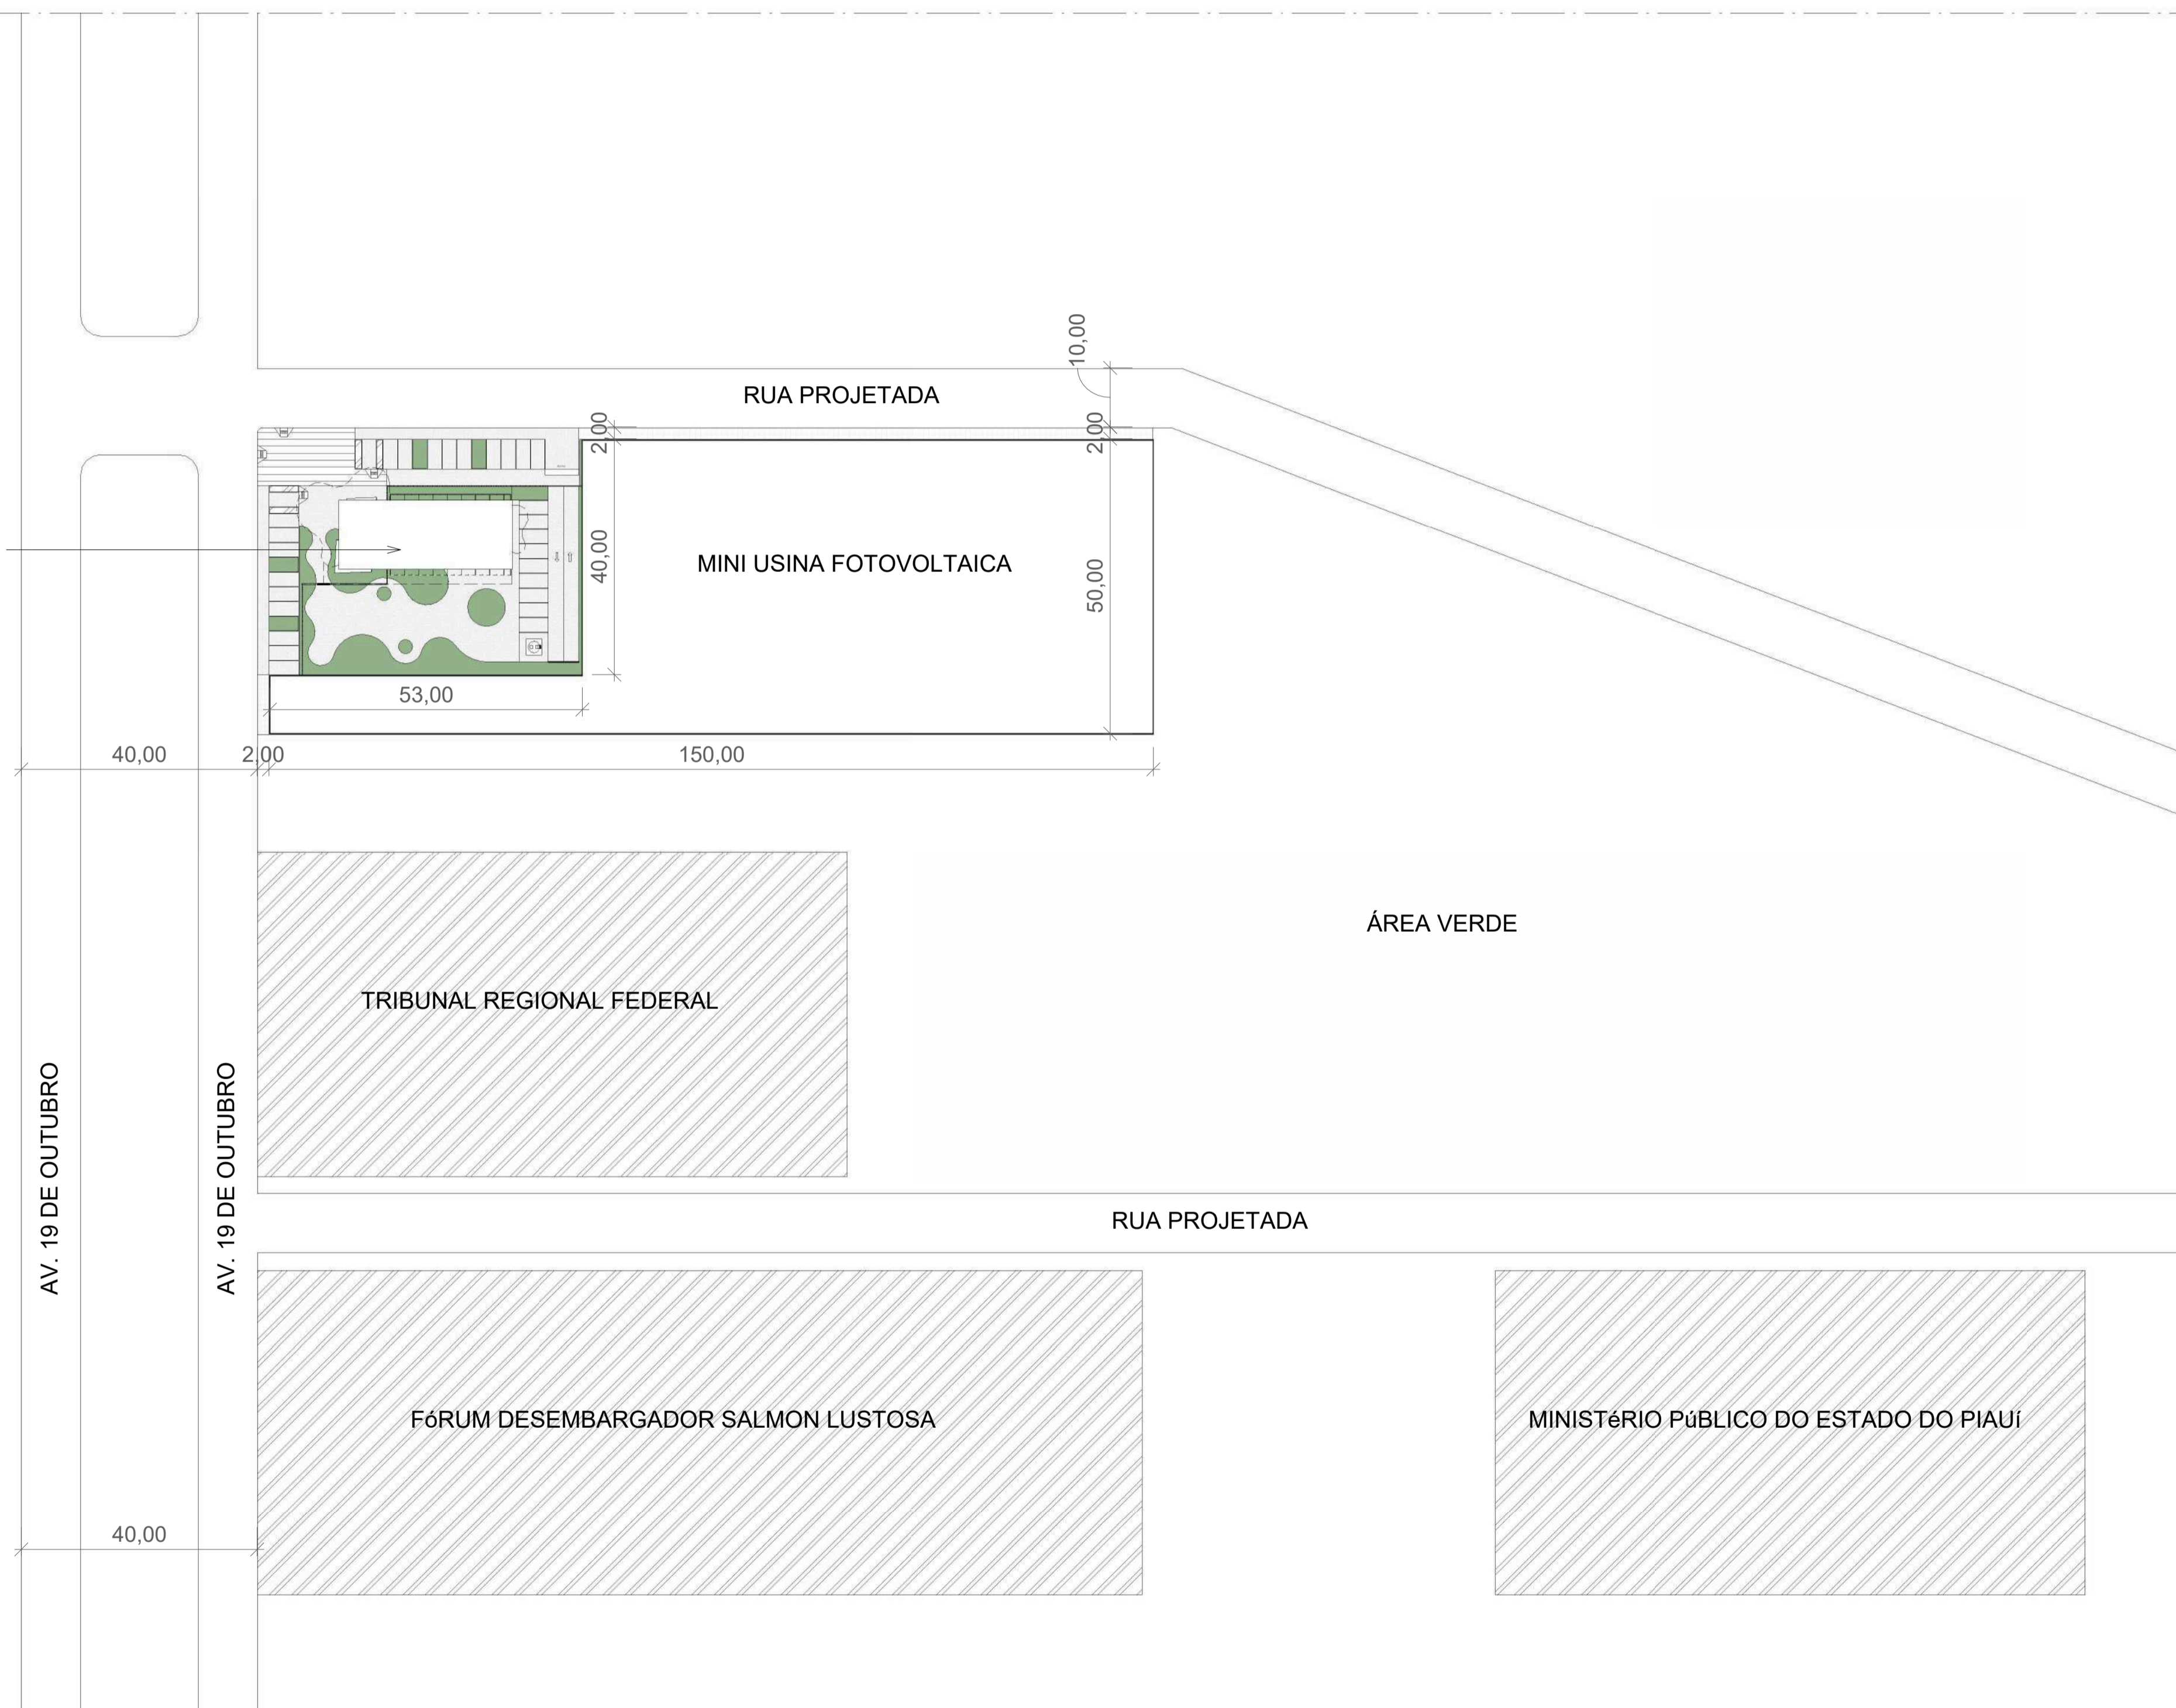 10,00
RUA PROJETADA
2,00
2,00
40,00
MINI USINA FOTOVOLTAICA
50,00
53,00
40,00
2,00
150,00
ÁREA VERDE
TRIBUNAL REGIONAL FEDERAL
AV. 19 DE OUTUBRO
AV. 19 DE OUTUBRO
RUA PROJETADA
FóRUM DESEMBARGADOR SALMON LUSTOSA
MINISTéRIO PúBLICO DO ESTADO DO PIAUí
40,00